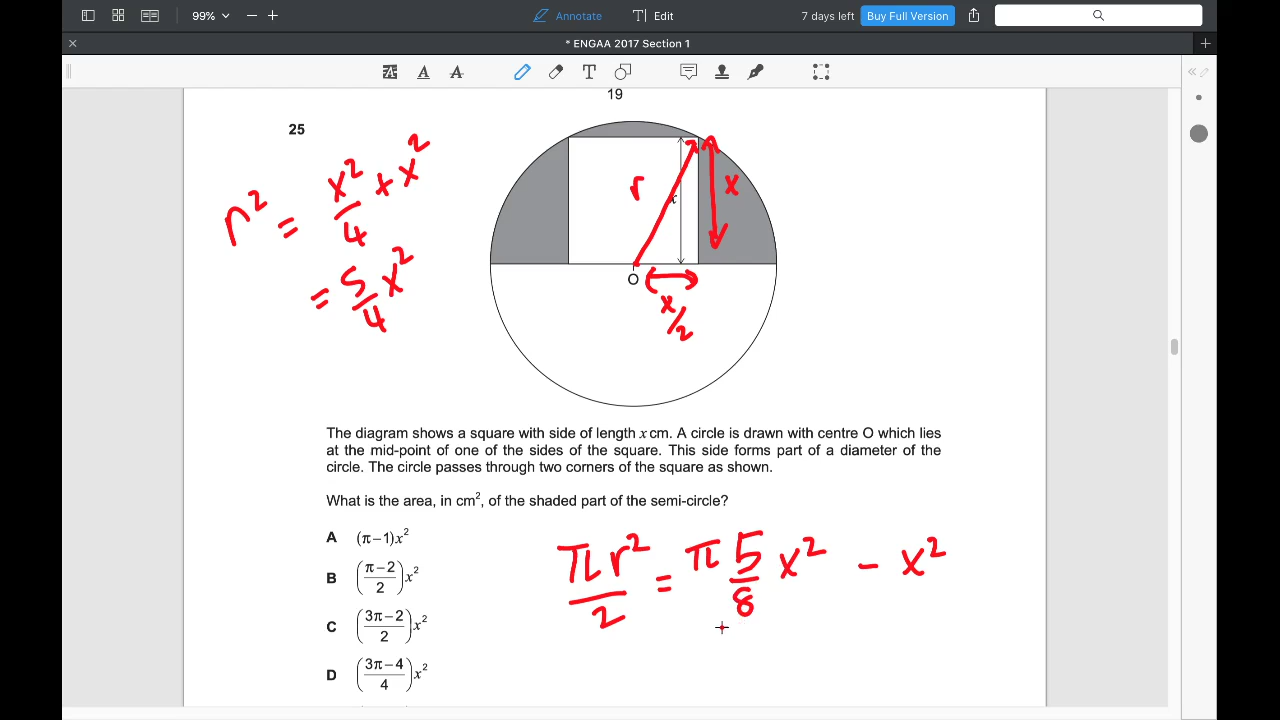 99%
Annotate
Edit
7 days left
Buy Full Version
* ENGAA 2017 Section 1
19
25
r² = x²/4 + x²
= 5/4 x²
r
x
x
O
x/2
The diagram shows a square with side of length x cm. A circle is drawn with centre O which lies
at the mid-point of one of the sides of the square. This side forms part of a diameter of the
circle. The circle passes through two corners of the square as shown.
What is the area, in cm², of the shaded part of the semi-circle?
A (π−1)x²
B ((π−2)/2)x²
C ((3π−2)/2)x²
D ((3π−4)/4)x²
πr²/2 = π 5/8 x² − x²